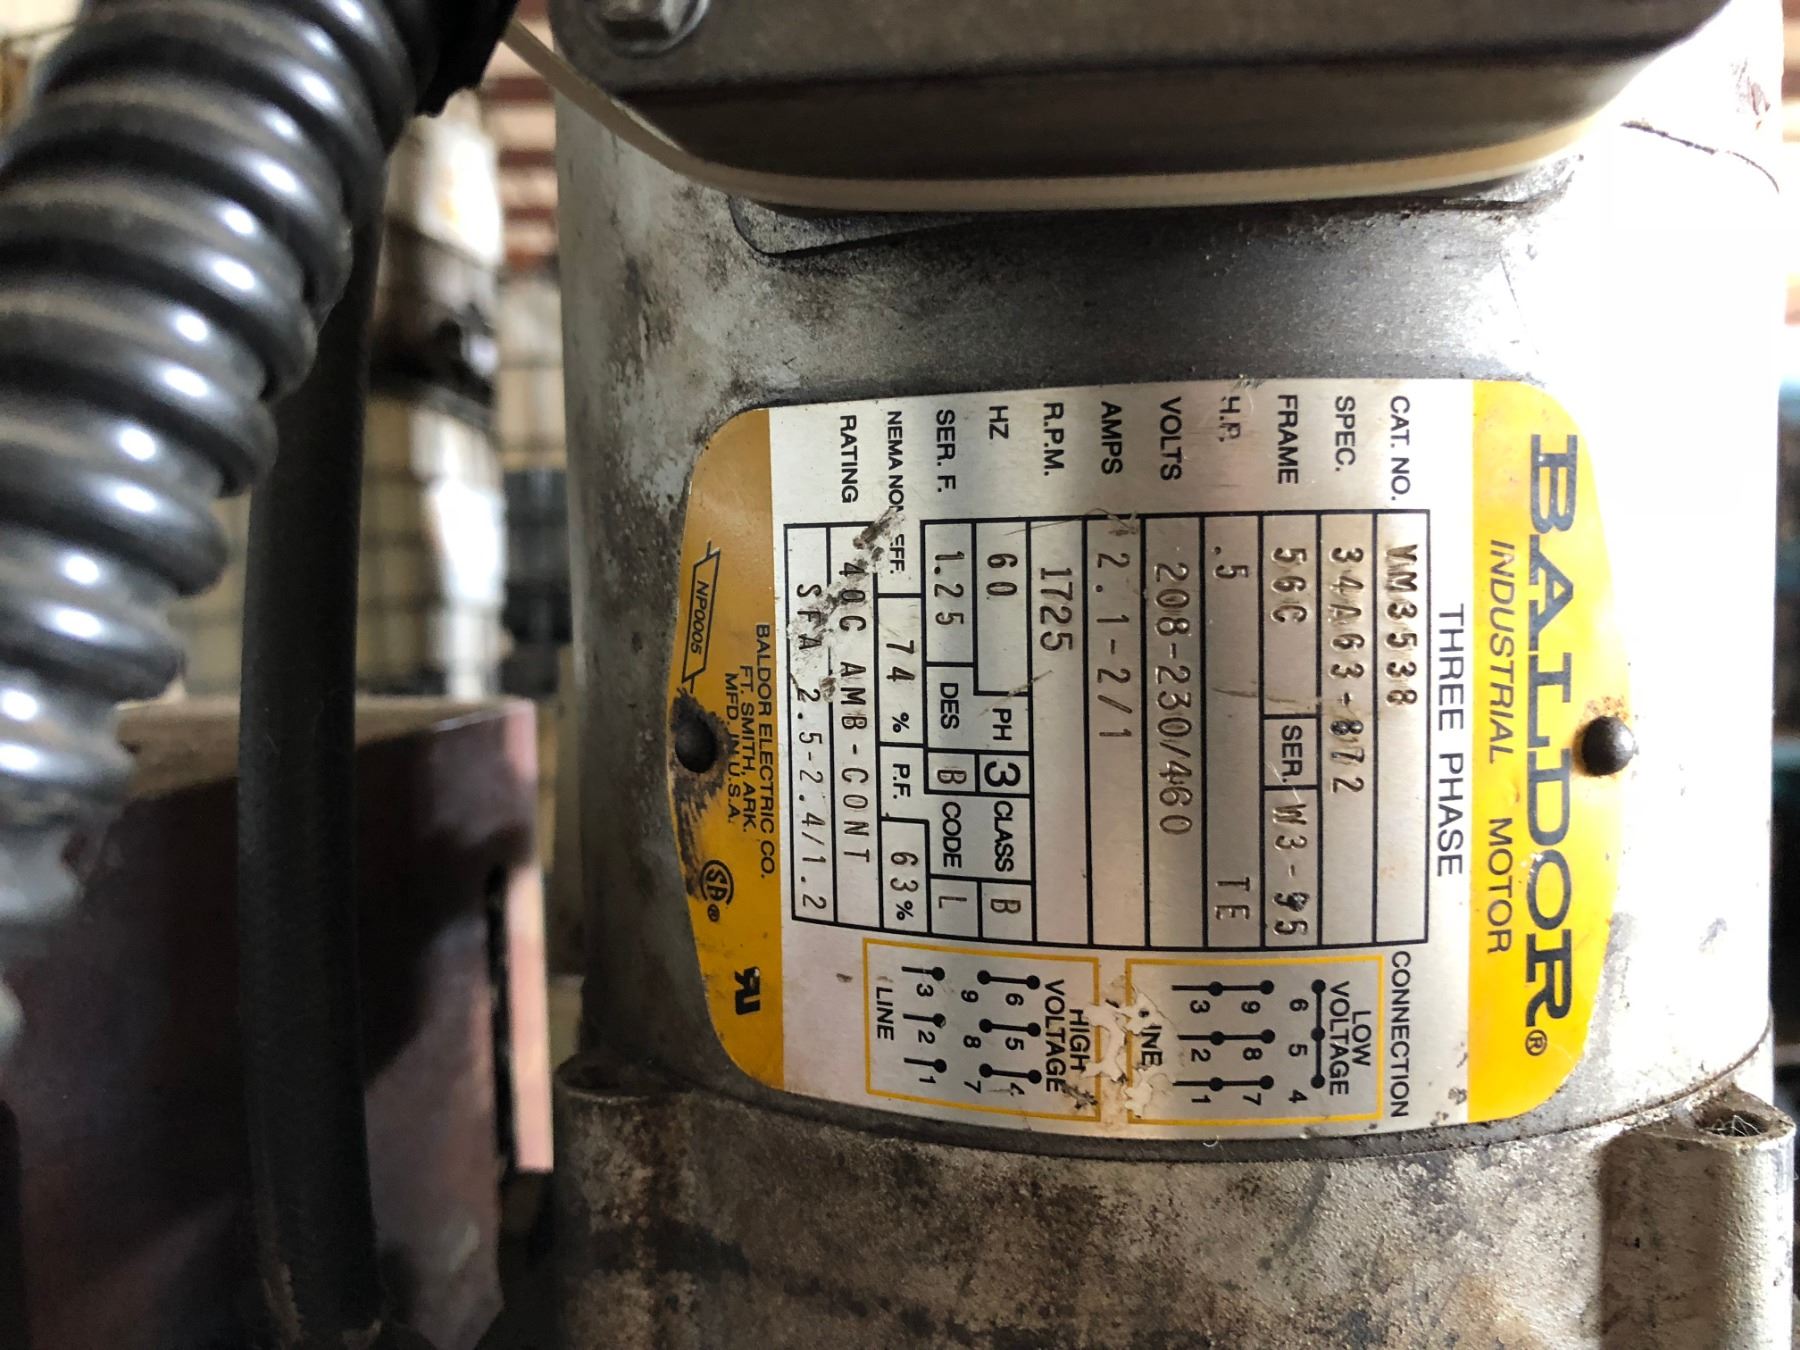 BALDOR®
INDUSTRIAL MOTOR
THREE PHASE
CAT. NO. VM3538
SPEC. 34A63-872
FRAME 56C SER. W3-95
H.P. .5 TE
VOLTS 208-230/460
AMPS 2.1-2/1
R.P.M. 1725
HZ 60 PH 3 CLASS B
SER. F. 1.25 DES B CODE L
NEMA NOM. EFF. 74 % P.F. 63%
RATING 40C AMB-CONT
SFA 2.5-2.4/1.2
CONNECTION
LOW
VOLTAGE
6 5 4
9 8 7
3 2 1
HIGH
VOLTAGE
6 5 4
9 8 7
3 2 1
LINE
NP0005
BALDOR ELECTRIC CO.
FT. SMITH, ARK.
MFD. IN U.S.A.
SA®